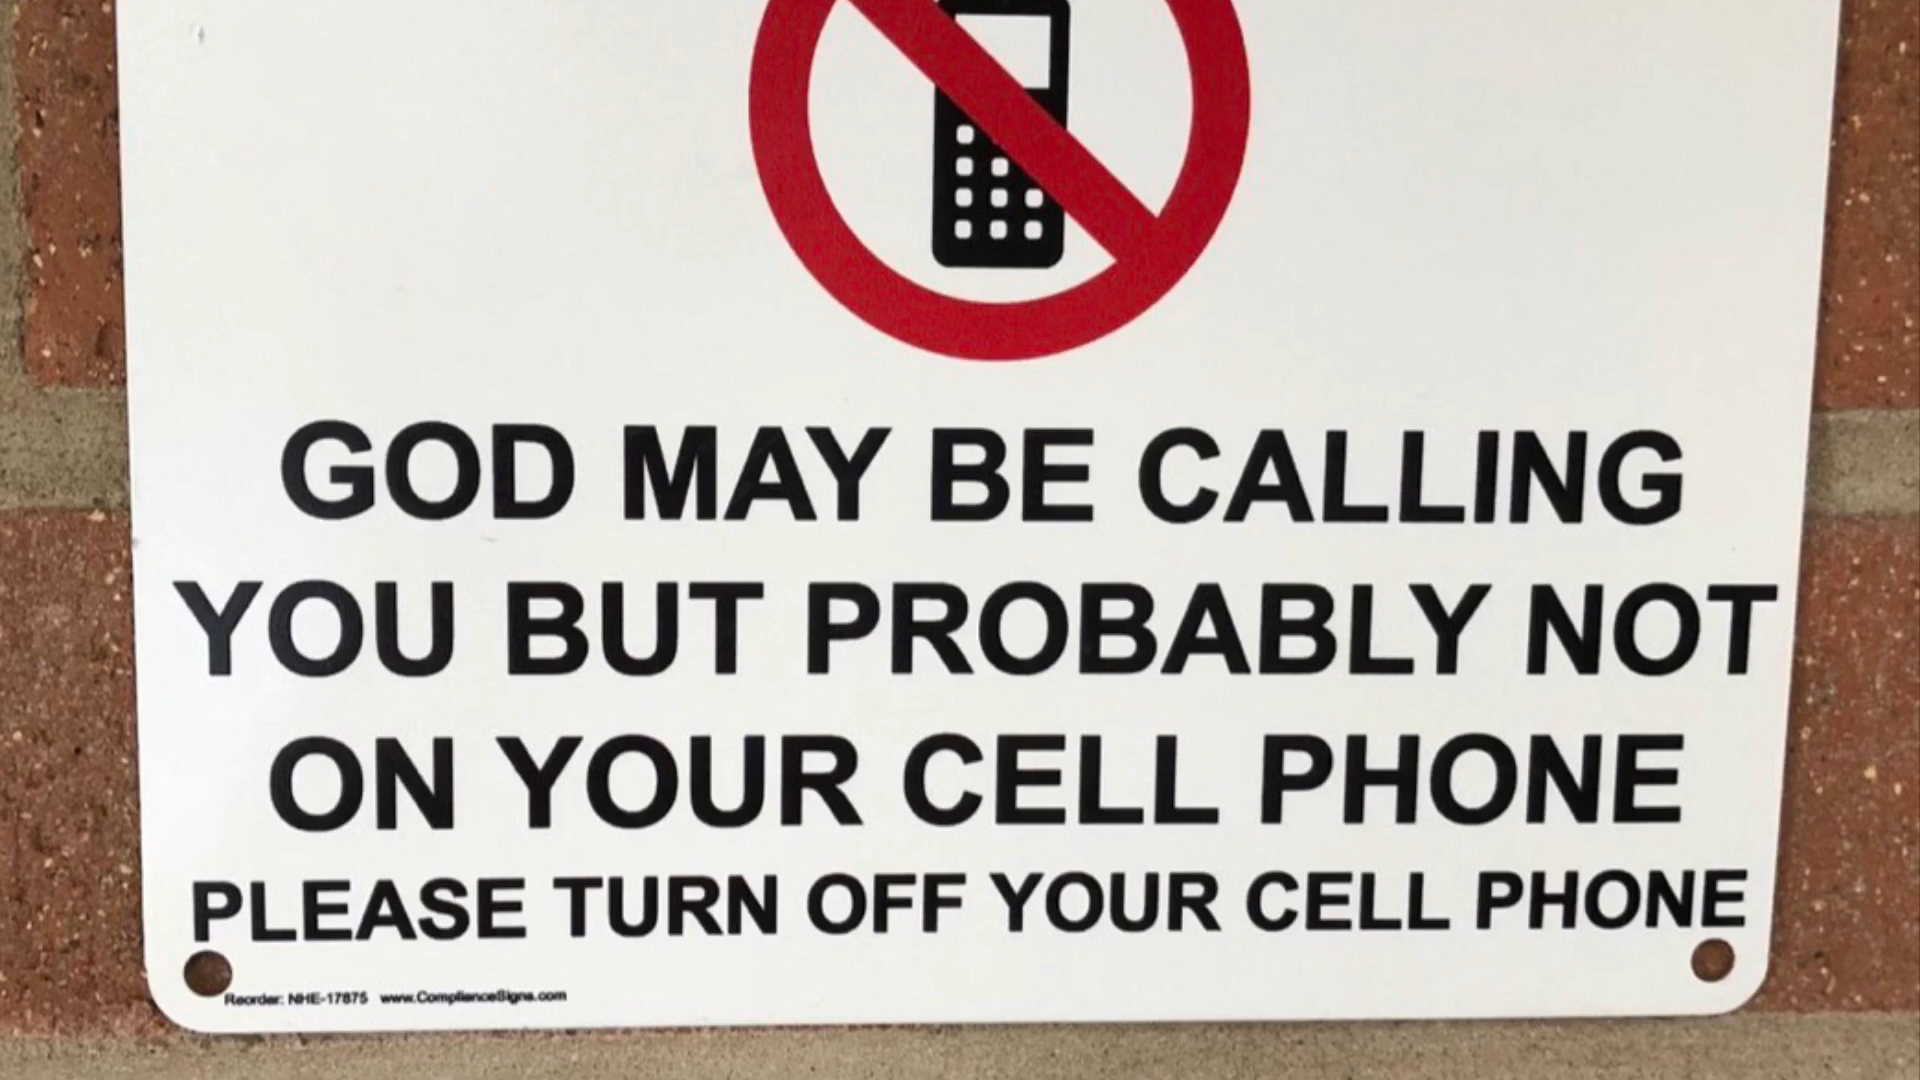 GOD MAY BE CALLING
YOU BUT PROBABLY NOT
ON YOUR CELL PHONE
PLEASE TURN OFF YOUR CELL PHONE
Reorder: NHE-17875 www.ComplianceSigns.com